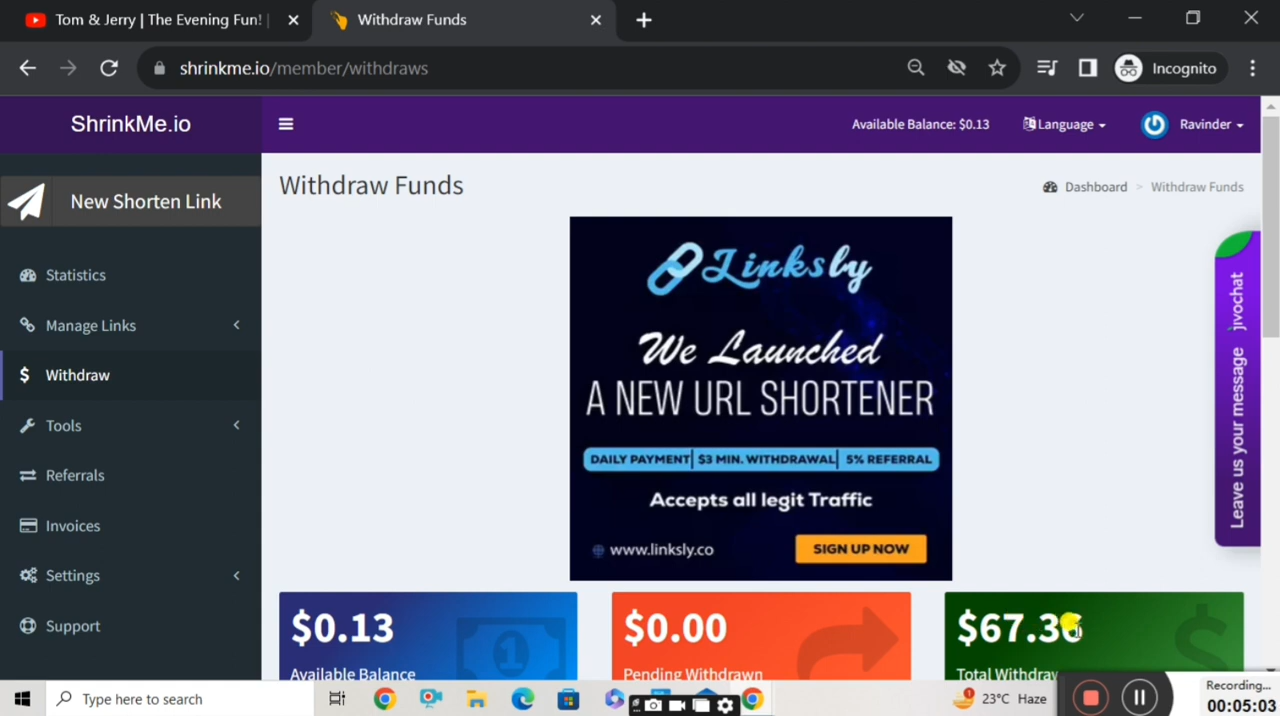 Tom & Jerry | The Evening Fun! |
Withdraw Funds
shrinkme.io/member/withdraws
Incognito
ShrinkMe.io
Available Balance: $0.13
Language
Ravinder
New Shorten Link
Withdraw Funds
Dashboard > Withdraw Funds
Statistics
Manage Links
Withdraw
Tools
Referrals
Invoices
Settings
Support
Linksly
We Launched
A NEW URL SHORTENER
DAILY PAYMENT| $3 MIN. WITHDRAWAL| 5% REFERRAL
Accepts all legit Traffic
www.linksly.co
SIGN UP NOW
Leave us your message
jivochat
$0.13
Available Balance
$0.00
Pending Withdrawn
Total Withdraw
Type here to search
23°C Haze
Recording...
00:05:03